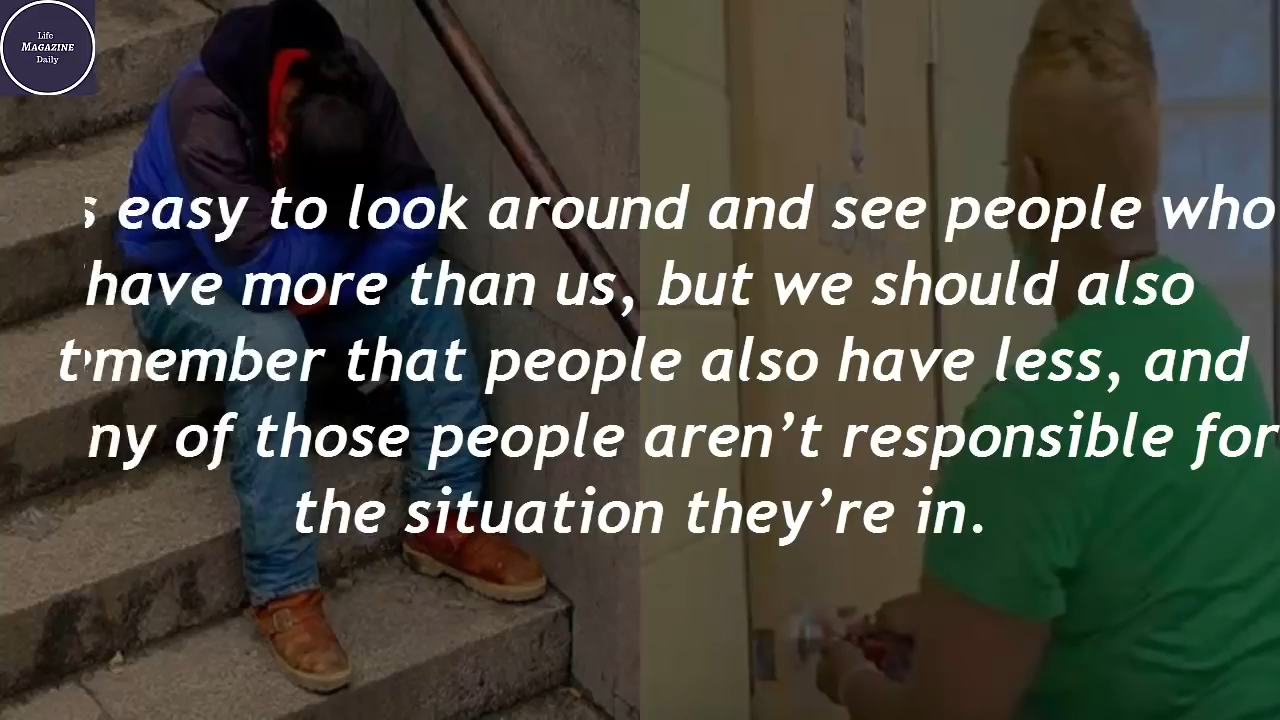 Life
MAGAZINE
Daily
s easy to look around and see people who
have more than us, but we should also
member that people also have less, and
ny of those people aren’t responsible for
the situation they’re in.